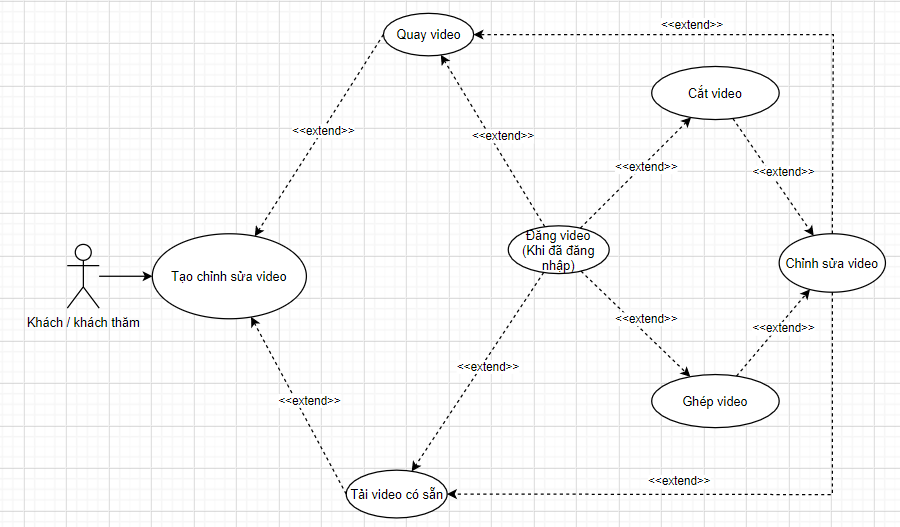 <<extend>>
Quay video
Cắt video
<<extend>>
<<extend>>
<<extend>>
<<extend>>
Đăng video
(Khi đã đăng
nhập)
Chỉnh sửa video
Tạo chỉnh sửa video
Khách / khách thăm
<<extend>>
<<extend>>
<<extend>>
<<extend>>
Ghép video
<<extend>>
Tải video có sẵn